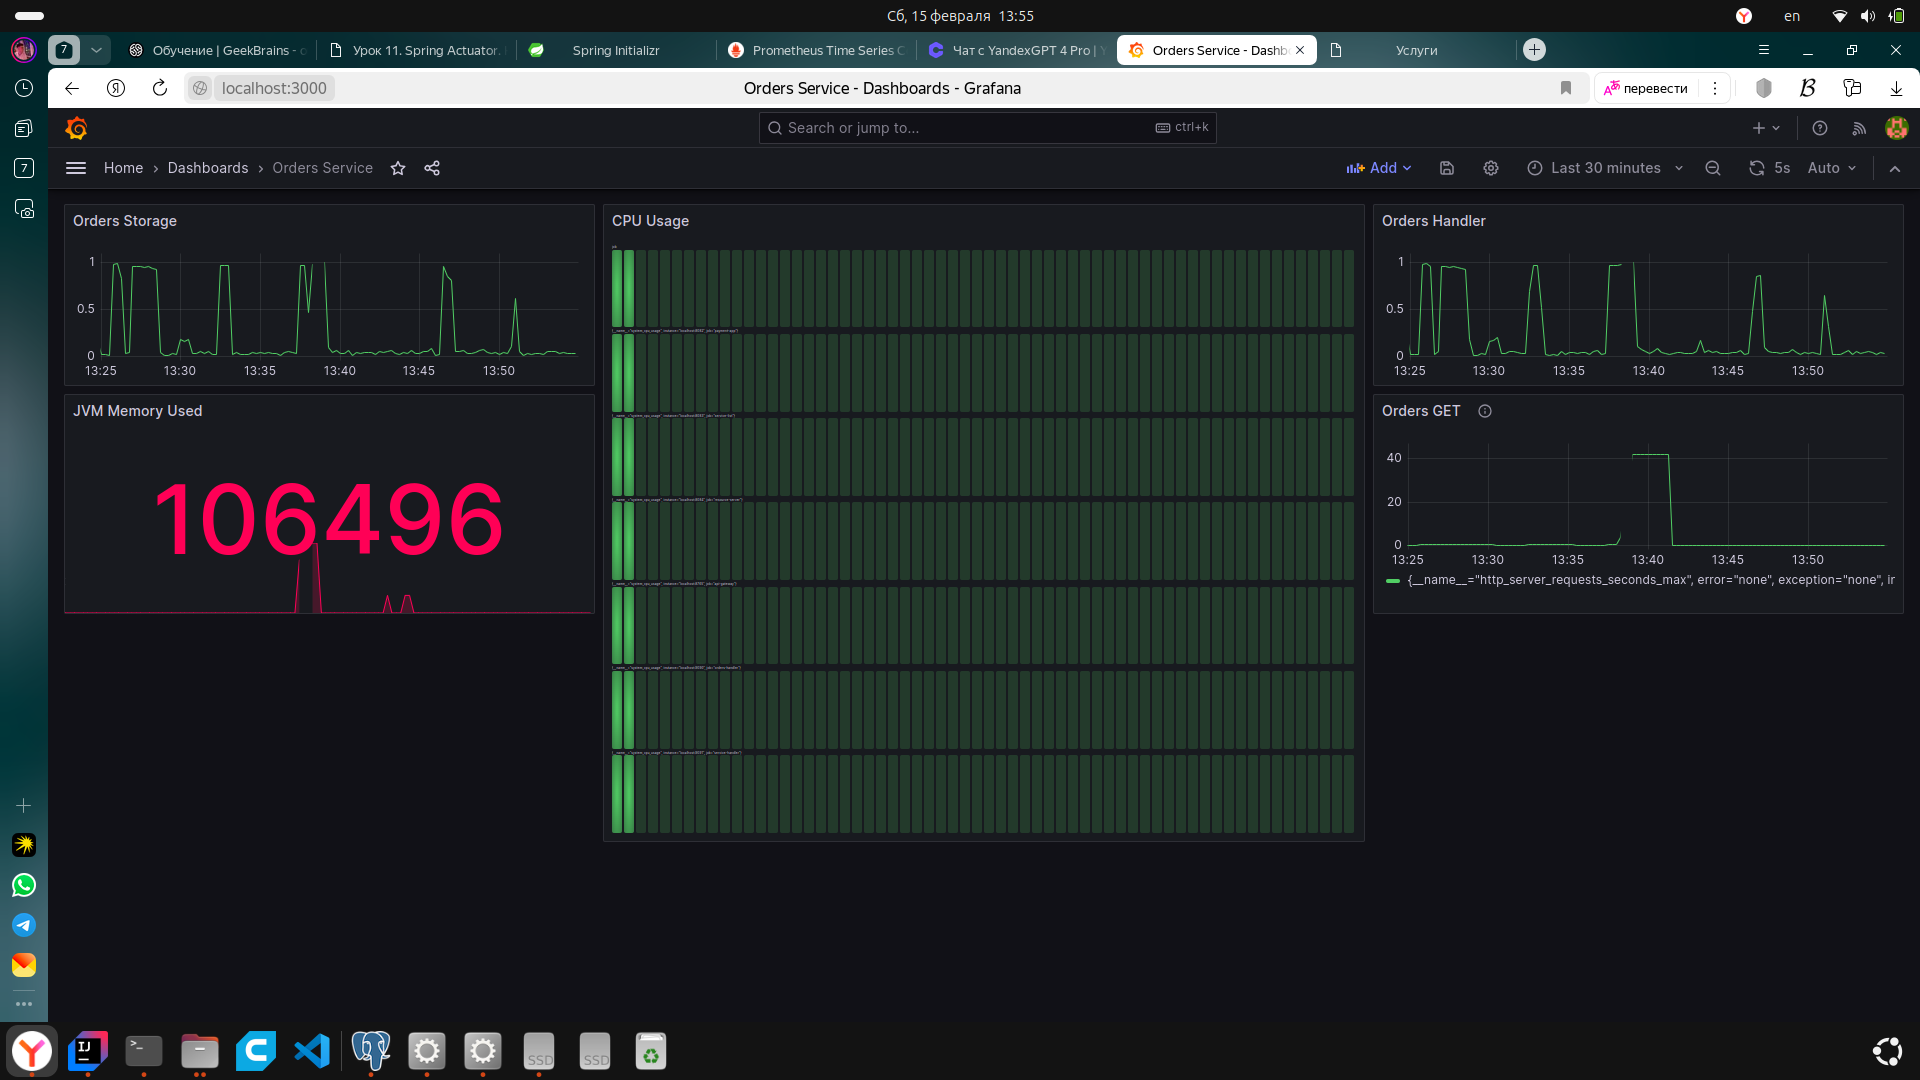 Сб, 15 февраля 13:55
en
7
Обучение | GeekBrains - о
Урок 11. Spring Actuator.
Spring Initializr
Prometheus Time Series C
Чат с YandexGPT 4 Pro | Y
Orders Service - Dashb
Услуги
localhost:3000
Orders Service - Dashboards - Grafana
перевести
Search or jump to...
ctrl+k
7
Home › Dashboards › Orders Service
Add
Last 30 minutes
5s
Auto
Orders Storage
1
0.5
0
13:25 13:30 13:35 13:40 13:45 13:50
JVM Memory Used
106496
CPU Usage
Orders Handler
1
0.5
0
13:25 13:30 13:35 13:40 13:45 13:50
Orders GET
40
20
0
13:25 13:30 13:35 13:40 13:45 13:50
{__name__="http_server_requests_seconds_max", error="none", exception="none", ir
IJ
SSD
SSD